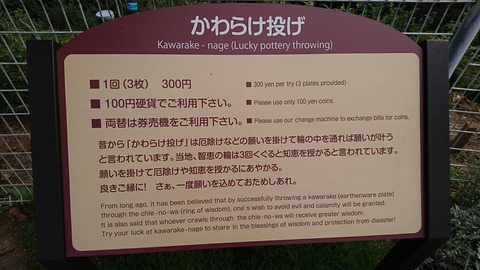 かわらけ投げ
Kawarake - nage (Lucky pottery throwing)
■ 1回(3枚) 300円 ■ 300 yen per try (3 plates provided)
■ 100円硬貨でご利用下さい。 ■ Please use only 100 yen coins.
■ 両替は券売機をご利用下さい。 ■ Please use our change machine to exchange bills for coins.
昔から「かわらけ投げ」は厄除けなどの願いを掛けて輪の中を通れば願いが叶う
と言われています。当地、智恵の輪は3回くぐると知恵を授かると言われています。
願いを掛けて厄除けや知恵を授かるにあやかる。
良きご縁に! さぁ、一度願いを込めておためしあれ。
From long ago, it has been believed that by successfully throwing a kawarake (eerthenware plate)
through the chie-no-wa (ring of wisdom), one's wish to avoid evil and calamity will be granted.
It is also said that whoever crawls through the chie-no-wa will receive greater wisdom.
Try your luck at kawarake-nage to share in the blessings of wisdom and protection from disaster!